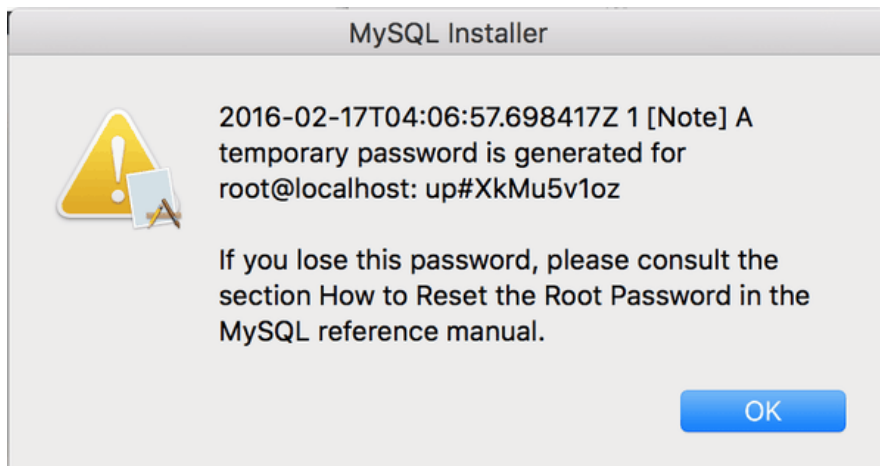 MySQL Installer
2016-02-17T04:06:57.698417Z 1 [Note] A
temporary password is generated for
root@localhost: up#XkMu5v1oz
If you lose this password, please consult the
section How to Reset the Root Password in the
MySQL reference manual.
OK